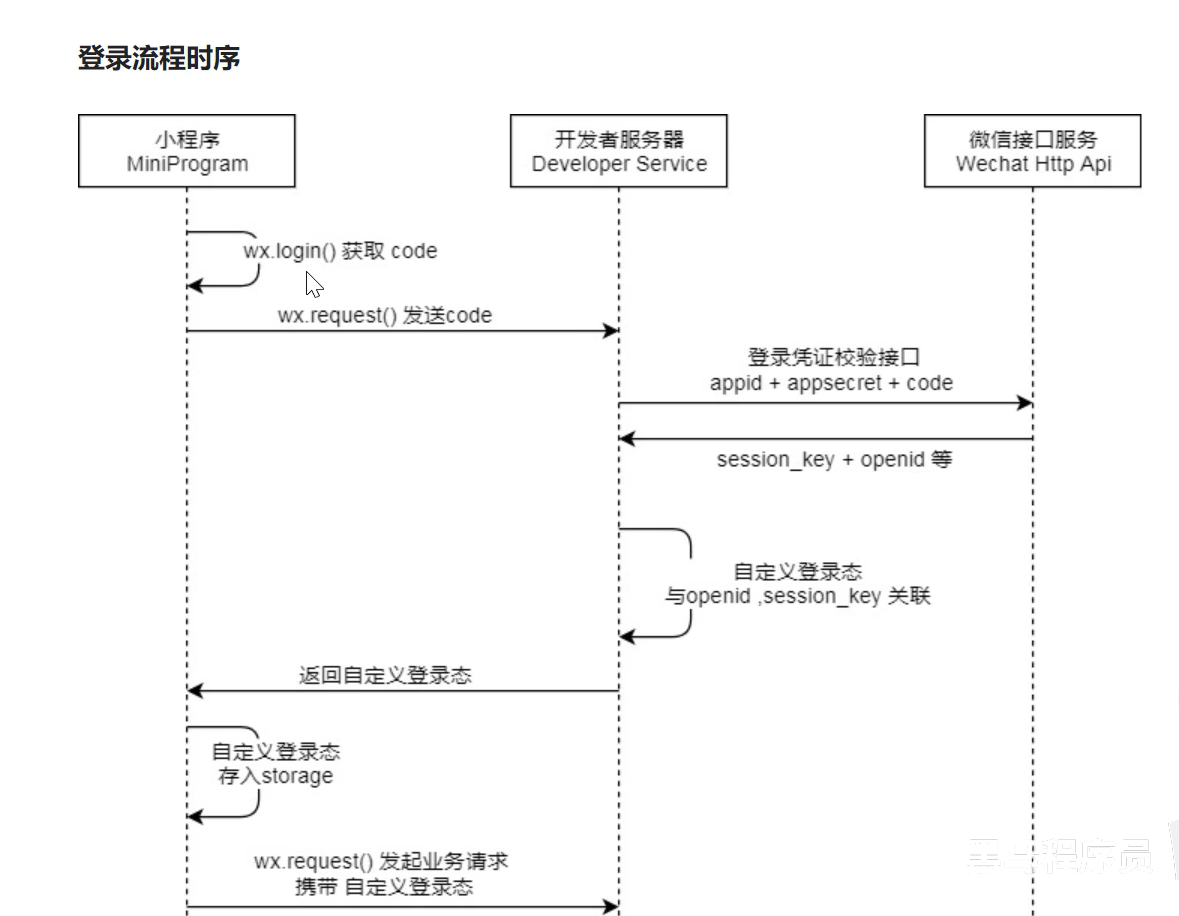 登录流程时序
小程序
MiniProgram
开发者服务器
Developer Service
微信接口服务
Wechat Http Api
wx.login() 获取 code
wx.request() 发送code
登录凭证校验接口
appid + appsecret + code
session_key + openid 等
自定义登录态
与openid ,session_key 关联
返回自定义登录态
自定义登录态
存入storage
wx.request() 发起业务请求
携带 自定义登录态
黑马程序员